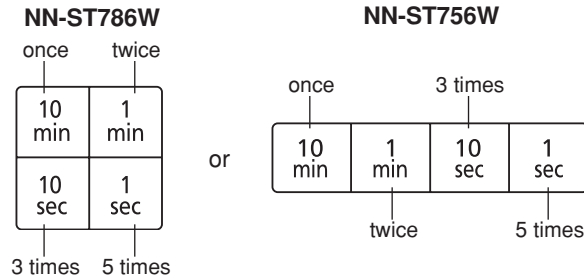 NN-ST786W
once twice
10 min
1 min
10 sec
1 sec
3 times 5 times
or
NN-ST756W
once
3 times
10 min
1 min
10 sec
1 sec
twice
5 times